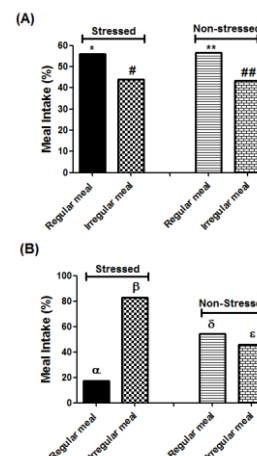 (A)
Stressed
Non-stressed
Meal Intake (%)
60
50
40
30
20
10
0
*
#
**
##
Regular meal
Irregular meal
Regular meal
Irregular meal
(B)
Stressed
Non-Stressed
Meal Intake (%)
100
80
60
40
20
0
α
β
δ
ε
Regular meal
Irregular meal
Regular meal
Irregular meal